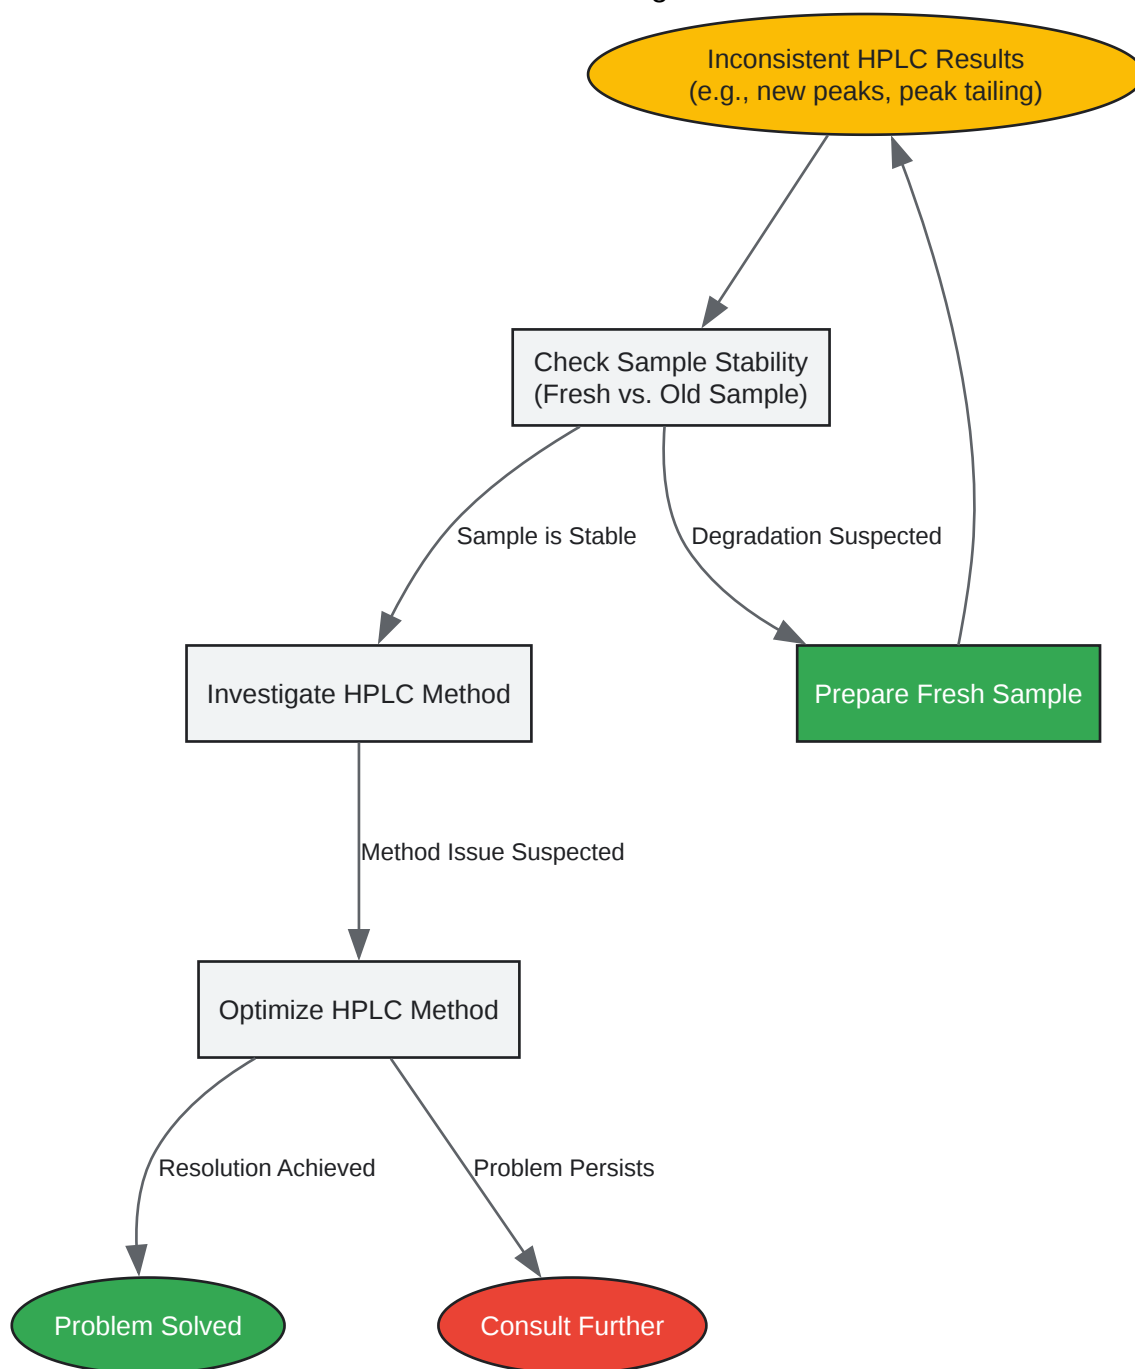 Inconsistent HPLC Results
(e.g., new peaks, peak tailing)
Check Sample Stability
(Fresh vs. Old Sample)
Sample is Stable
Degradation Suspected
Investigate HPLC Method
Prepare Fresh Sample
Method Issue Suspected
Optimize HPLC Method
Resolution Achieved
Problem Persists
Problem Solved
Consult Further